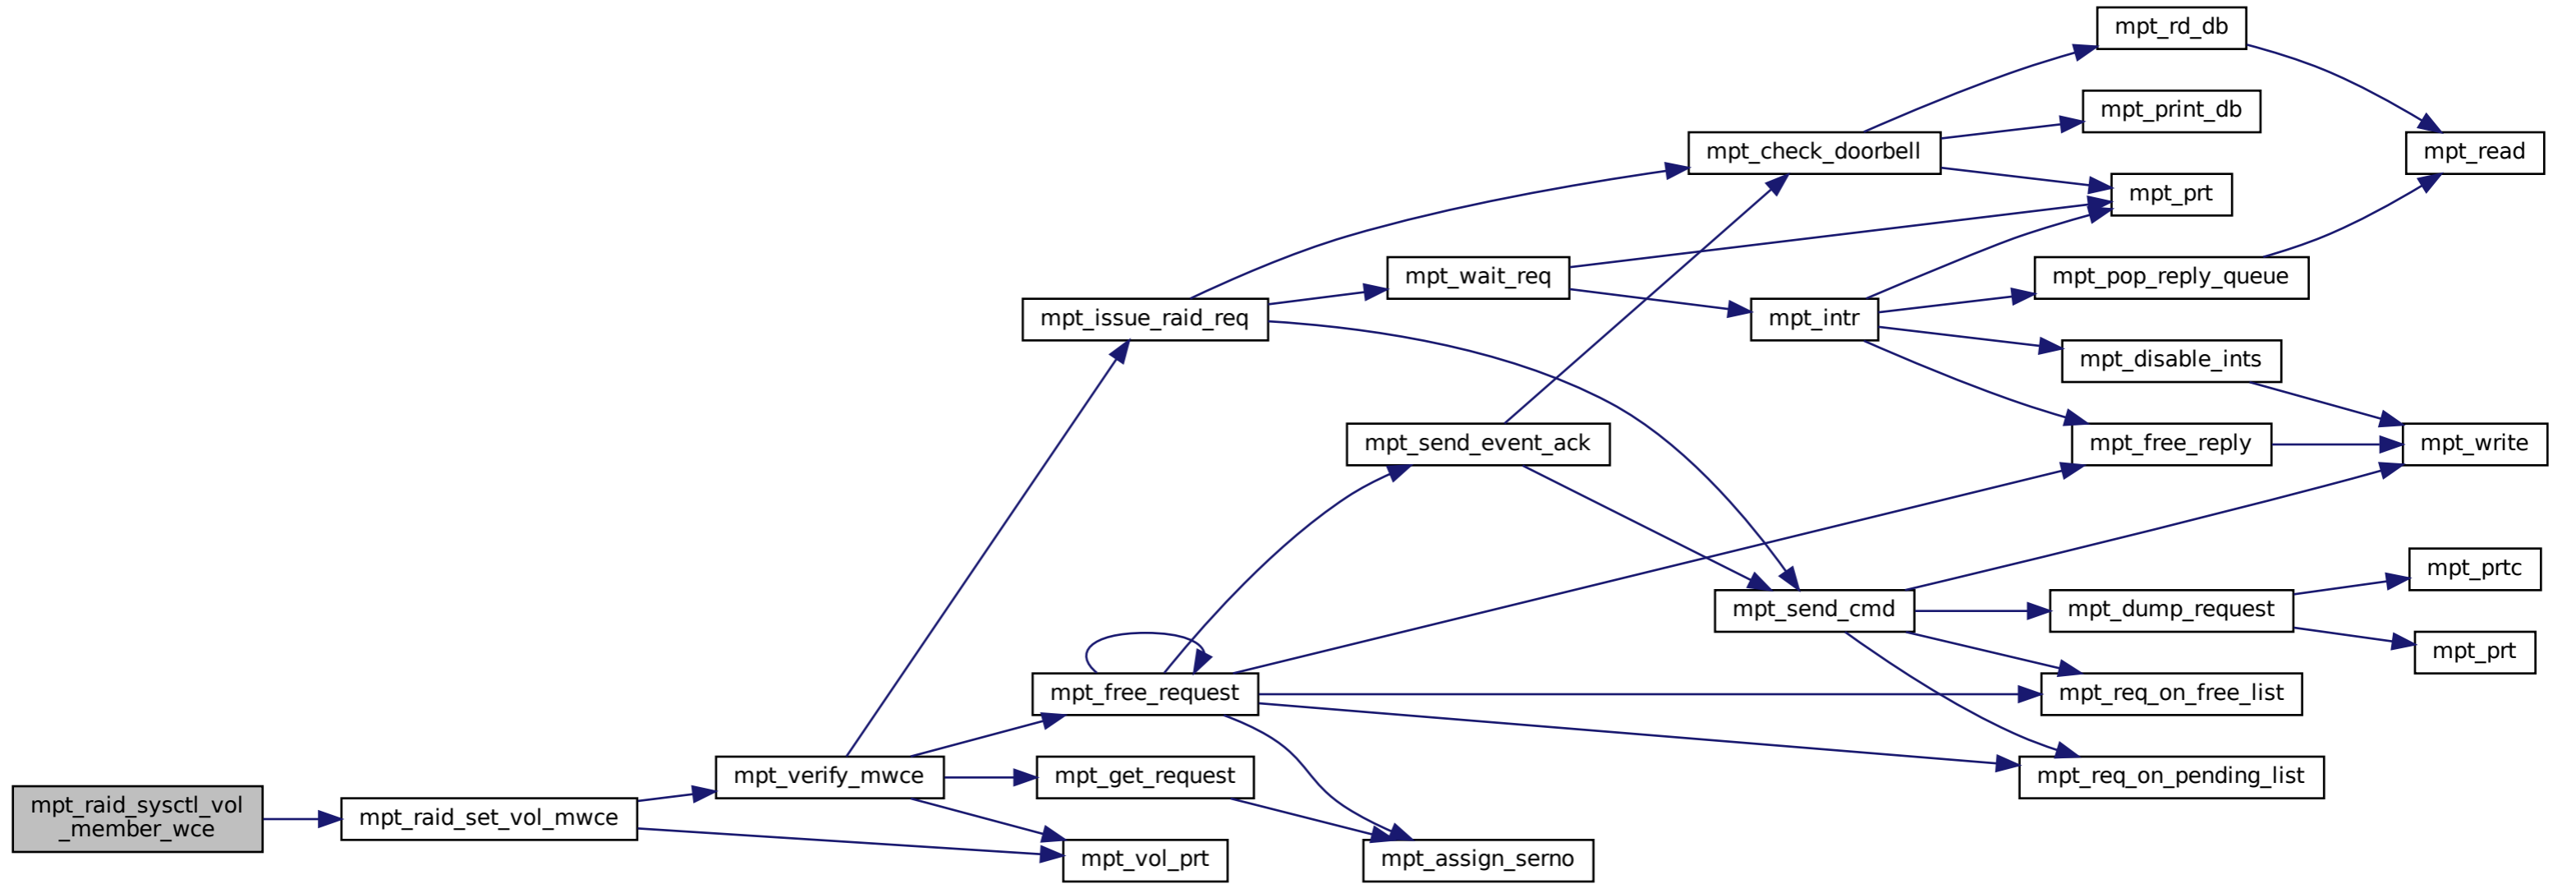 mpt_rd_db
mpt_print_db
mpt_check_doorbell
mpt_read
mpt_prt
mpt_wait_req
mpt_pop_reply_queue
mpt_issue_raid_req
mpt_intr
mpt_disable_ints
mpt_send_event_ack
mpt_free_reply
mpt_write
mpt_prtc
mpt_send_cmd
mpt_dump_request
mpt_prt
mpt_free_request
mpt_req_on_free_list
mpt_verify_mwce
mpt_get_request
mpt_req_on_pending_list
mpt_raid_sysctl_vol
_member_wce
mpt_raid_set_vol_mwce
mpt_vol_prt
mpt_assign_serno